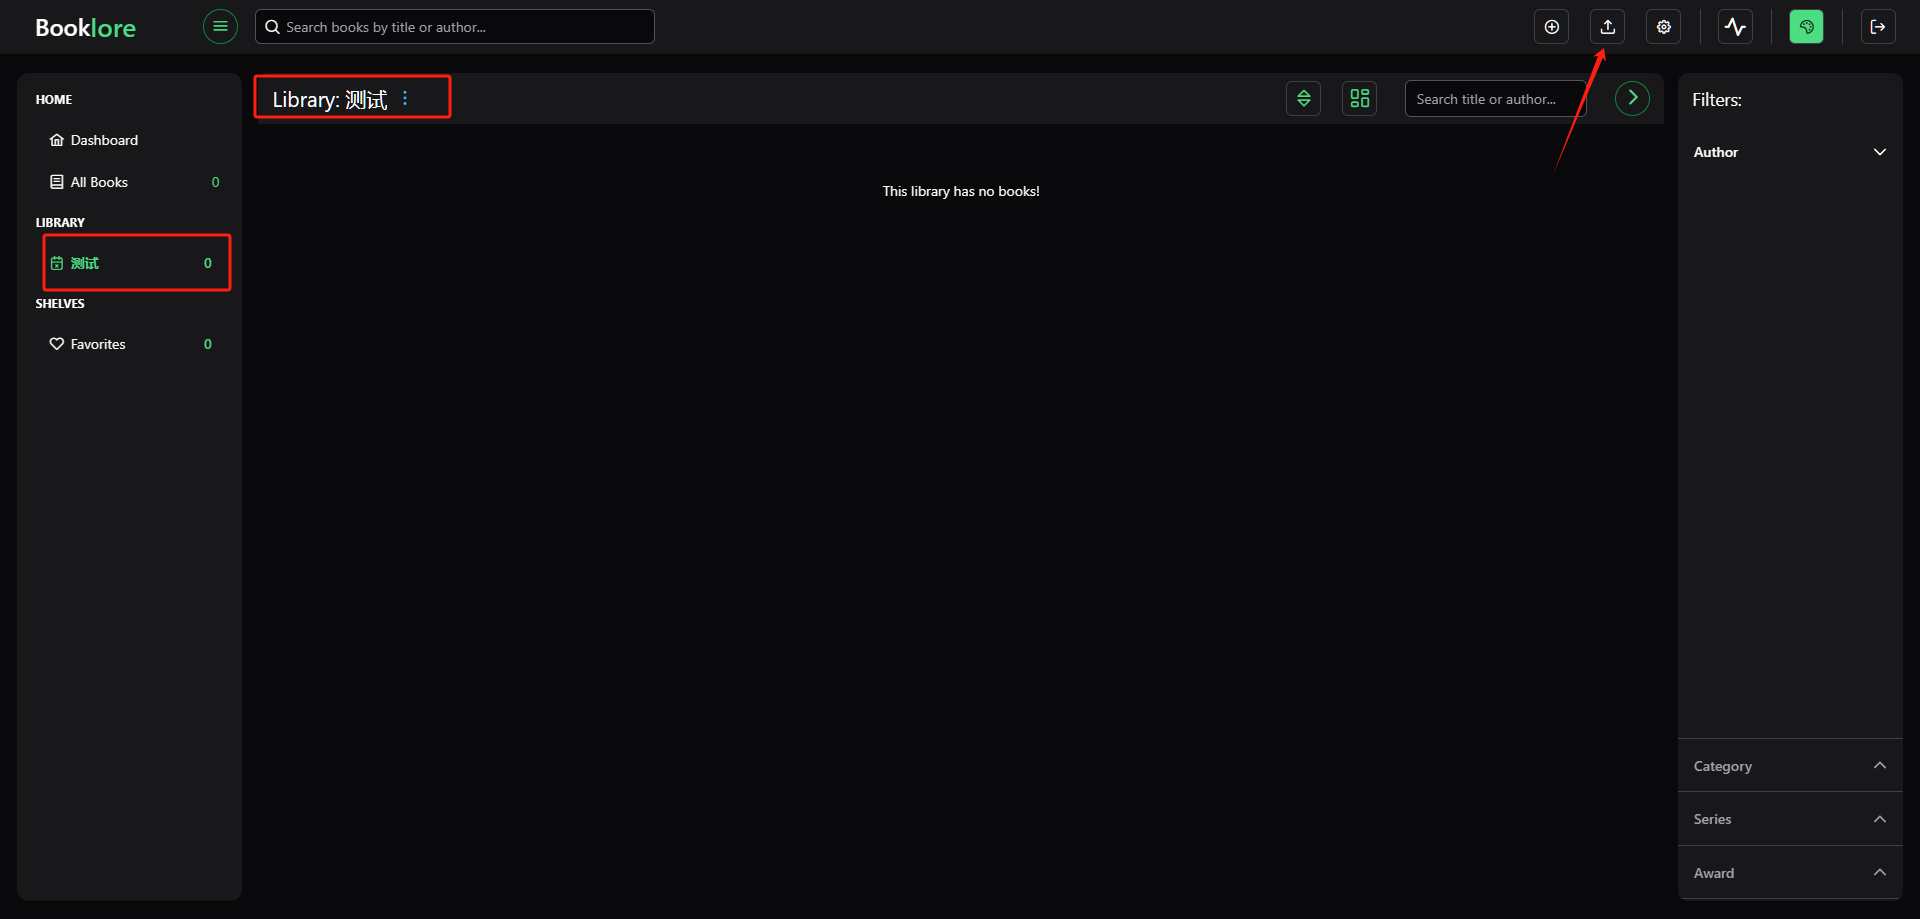 Booklore
Search books by title or author...
HOME
Dashboard
All Books 0
LIBRARY
测试 0
SHELVES
Favorites 0
Library: 测试
Search title or author...
This library has no books!
Filters:
Author
Category
Series
Award